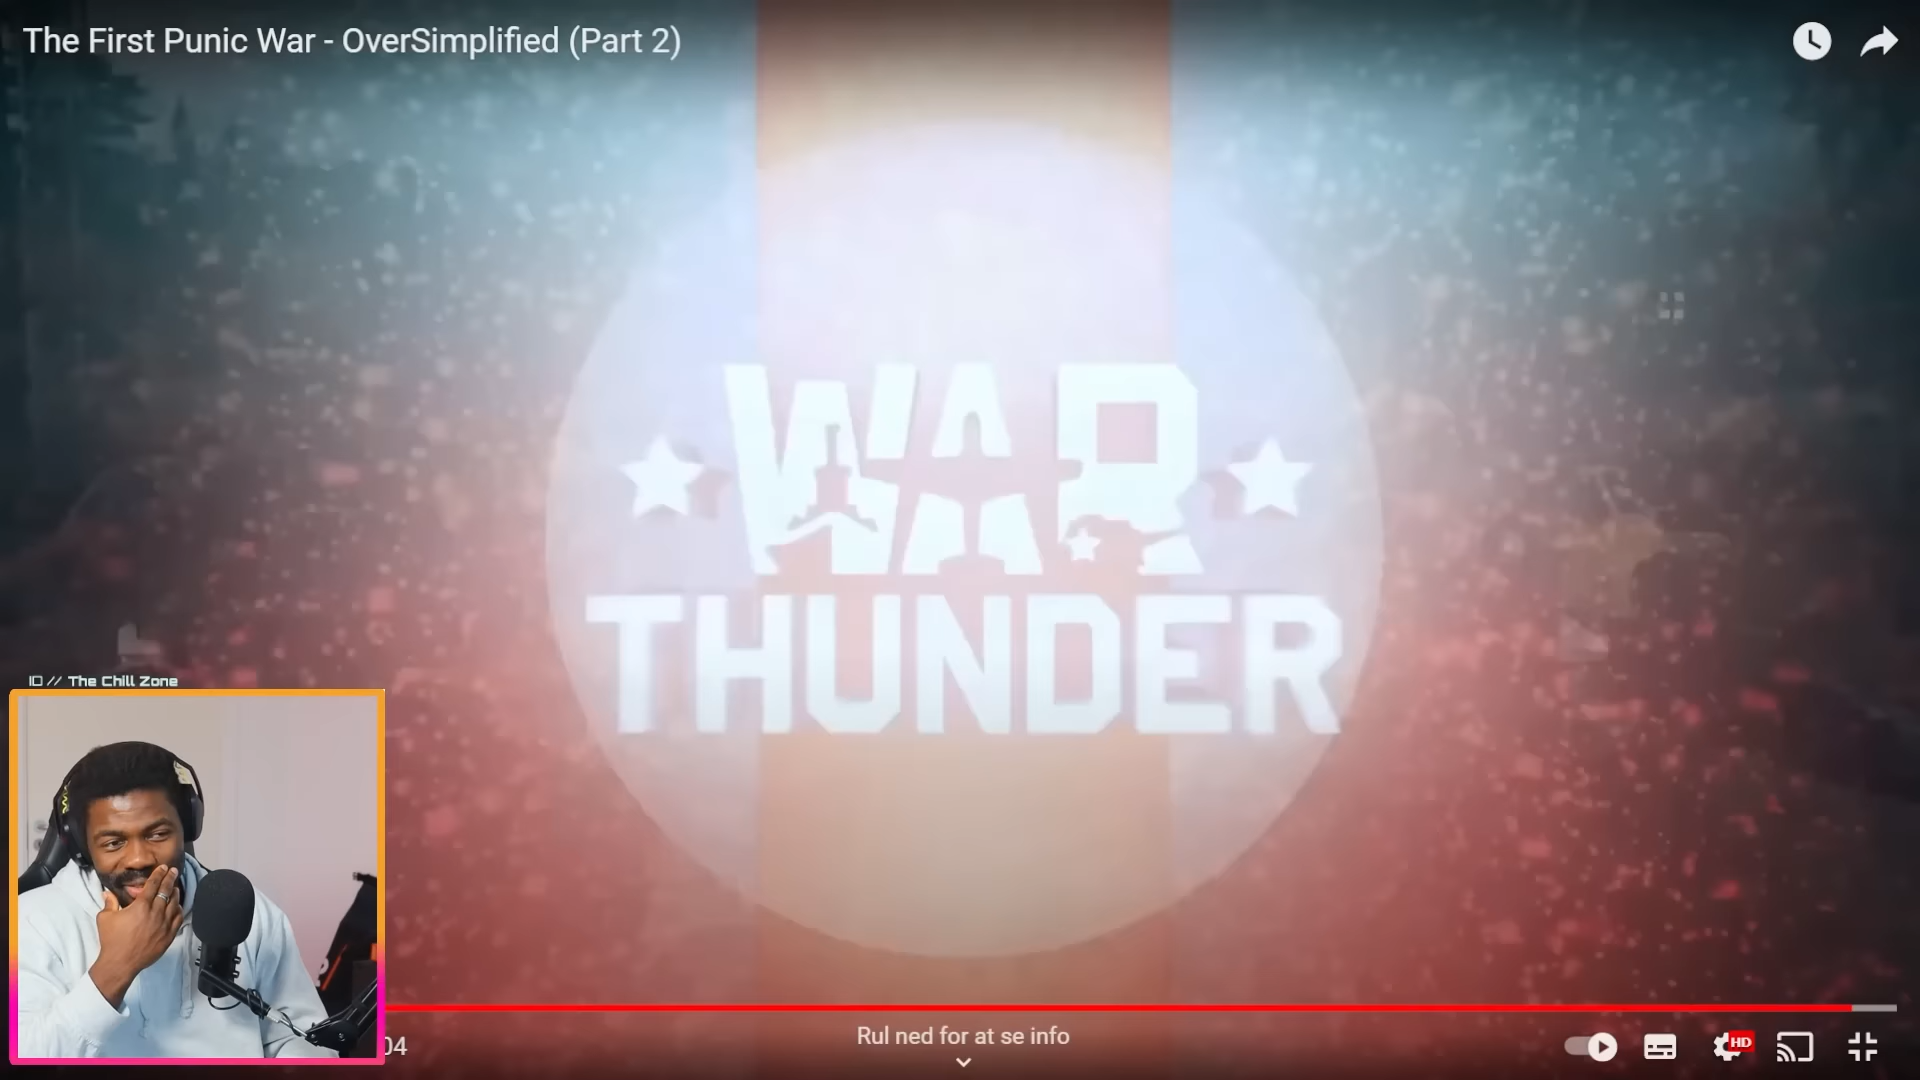 The First Punic War - OverSimplified (Part 2)
WAR
THUNDER
ID // The Chill Zone
04
Rul ned for at se info
HD